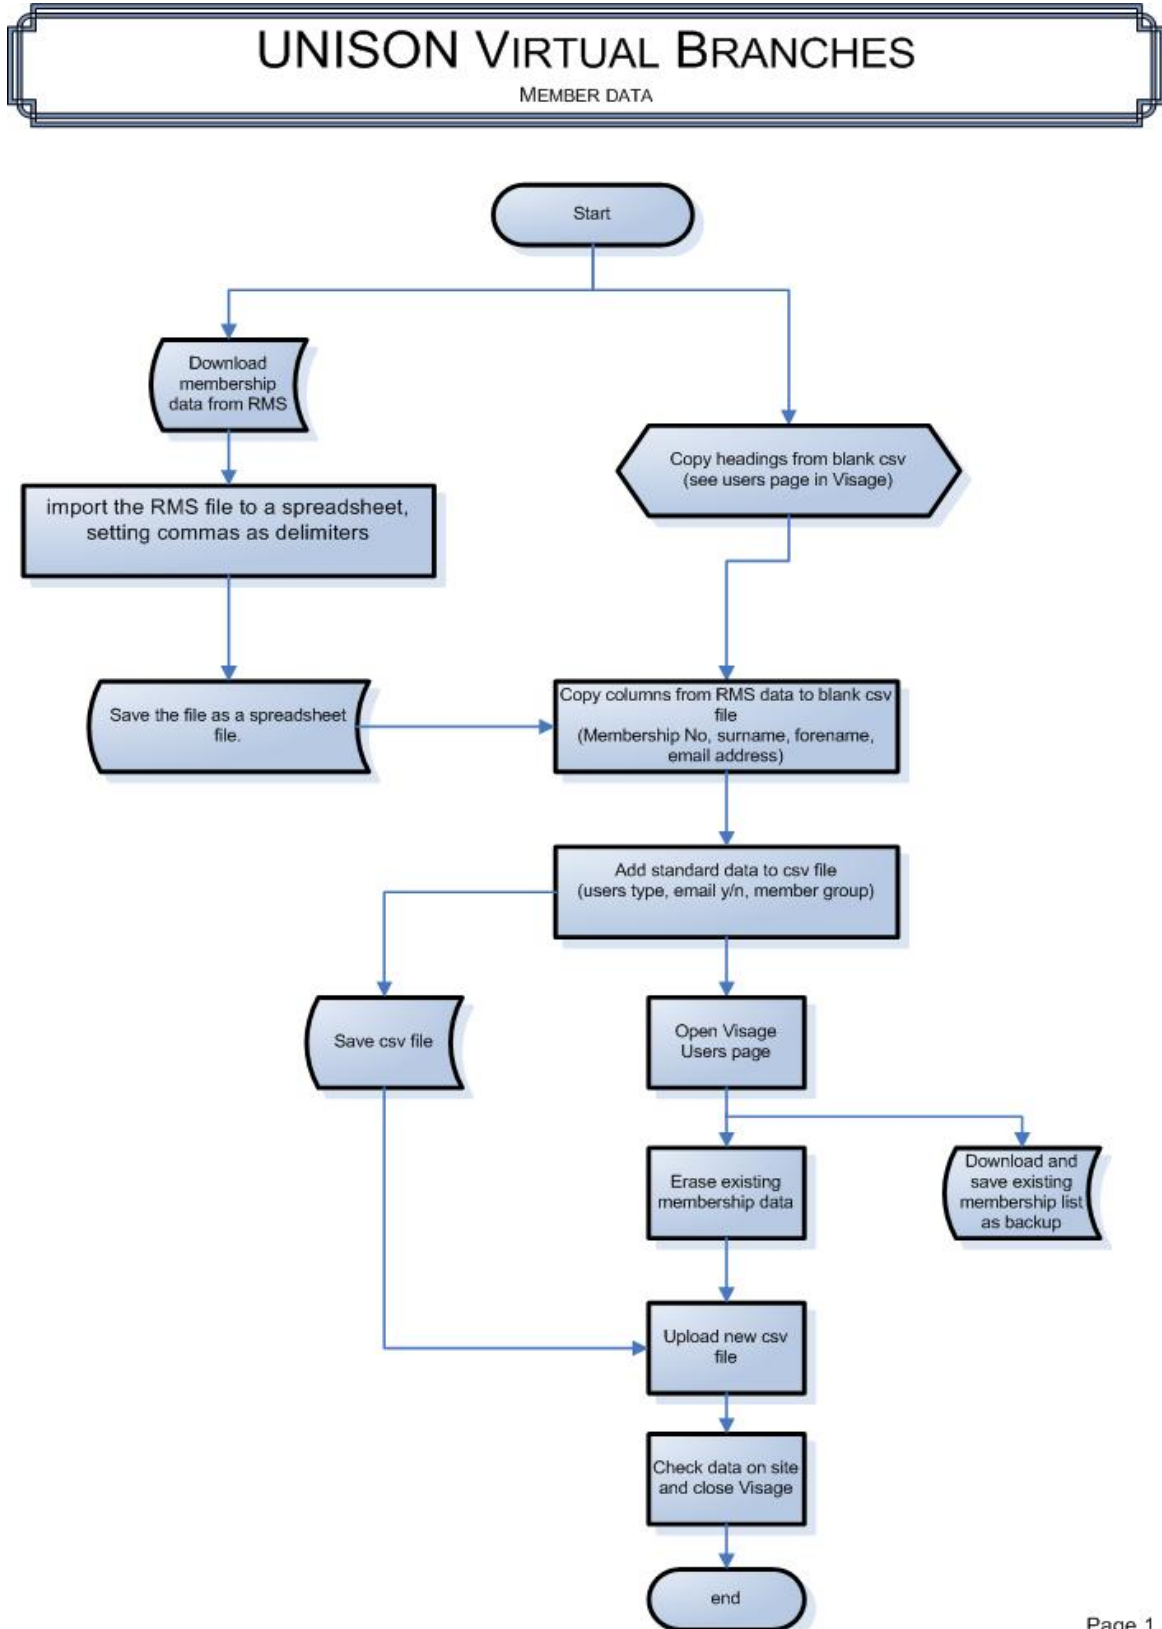 UNISON VIRTUAL BRANCHES
MEMBER DATA
Start
Download
membership
data from RMS
import the RMS file to a spreadsheet,
setting commas as delimiters
Copy headings from blank csv
(see users page in Visage)
Save the file as a spreadsheet
file.
Copy columns from RMS data to blank csv
file
(Membership No, surname, forename,
email address)
Add standard data to csv file
(users type, email y/n, member group)
Save csv file
Open Visage
Users page
Erase existing
membership data
Download and
save existing
membership list
as backup
Upload new csv
file
Check data on site
and close Visage
end
Page 1